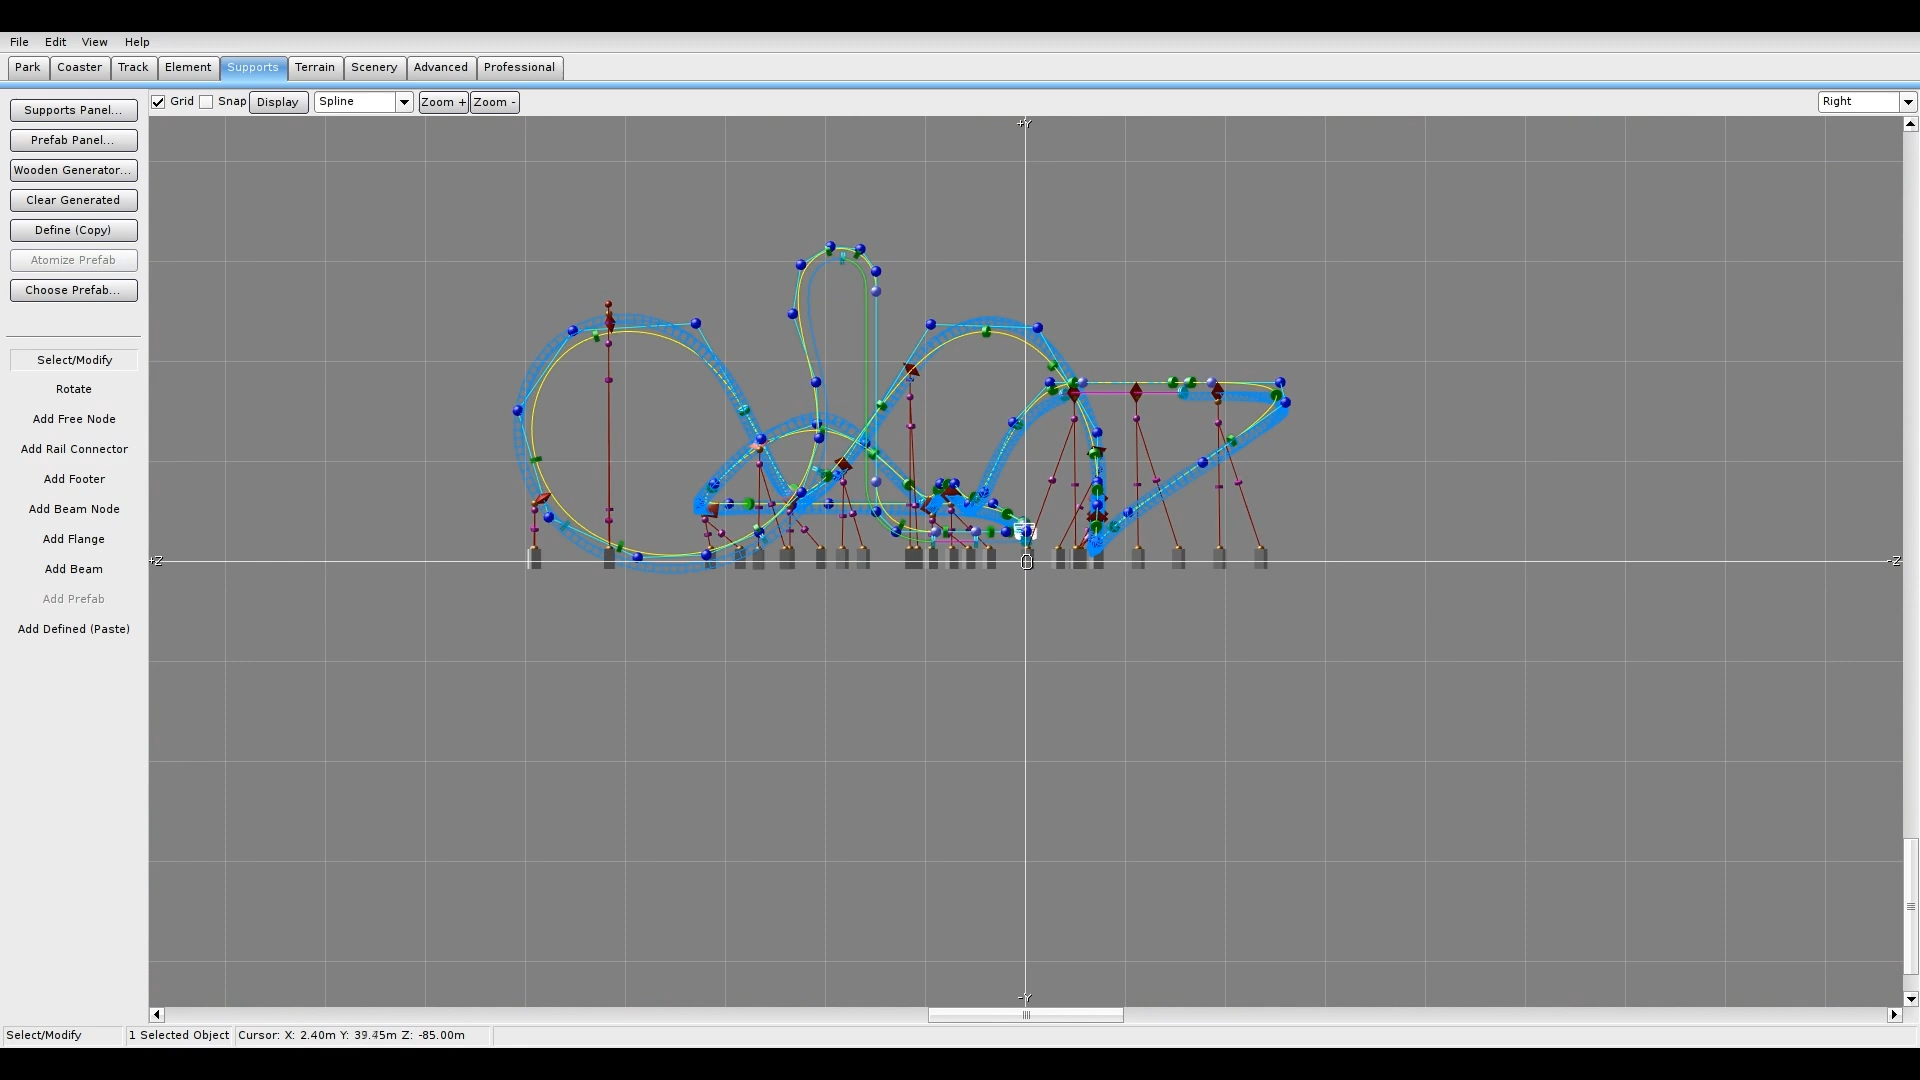 File Edit View Help
Park Coaster Track Element Supports Terrain Scenery Advanced Professional
Grid Snap Display Spline Zoom + Zoom - Right
Supports Panel...
Prefab Panel...
Wooden Generator...
Clear Generated
Define (Copy)
Atomize Prefab
Choose Prefab...
Select/Modify
Rotate
Add Free Node
Add Rail Connector
Add Footer
Add Beam Node
Add Flange
Add Beam
Add Prefab
Add Defined (Paste)
+Y
+Z
0
-Z
-Y
Select/Modify 1 Selected Object Cursor: X: 2.40m Y: 39.45m Z: -85.00m